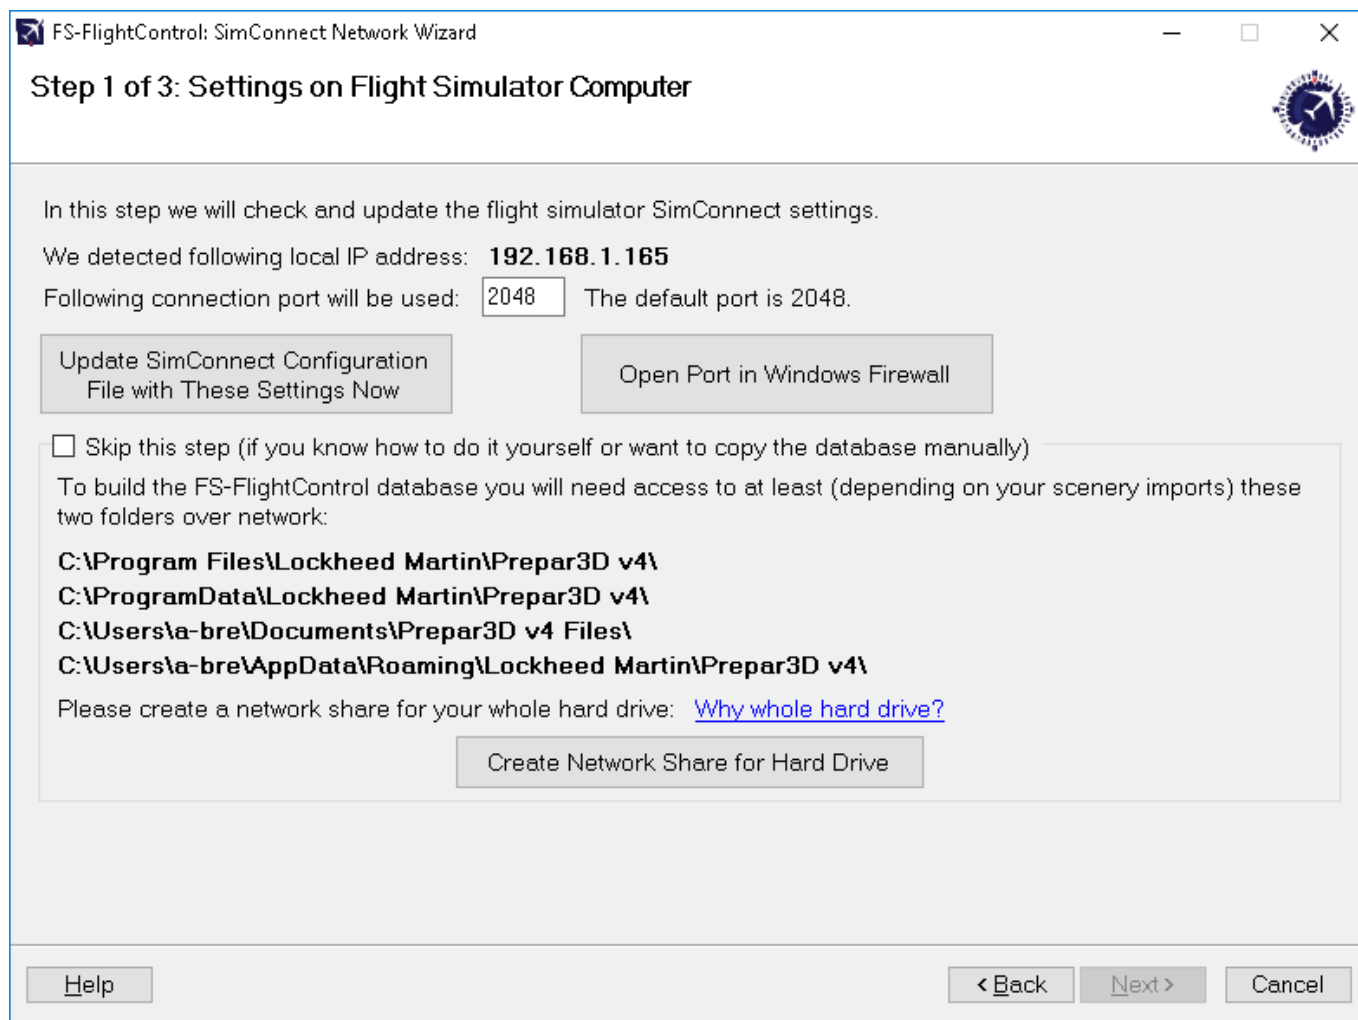 FS-FlightControl: SimConnect Network Wizard
Step 1 of 3: Settings on Flight Simulator Computer
In this step we will check and update the flight simulator SimConnect settings.
We detected following local IP address: 192.168.1.165
Following connection port will be used: 2048 The default port is 2048.
Update SimConnect Configuration
File with These Settings Now
Open Port in Windows Firewall
Skip this step (if you know how to do it yourself or want to copy the database manually)
To build the FS-FlightControl database you will need access to at least (depending on your scenery imports) these
two folders over network:
C:\Program Files\Lockheed Martin\Prepar3D v4\
C:\ProgramData\Lockheed Martin\Prepar3D v4\
C:\Users\a-bre\Documents\Prepar3D v4 Files\
C:\Users\a-bre\AppData\Roaming\Lockheed Martin\Prepar3D v4\
Please create a network share for your whole hard drive: Why whole hard drive?
Create Network Share for Hard Drive
Help
< Back
Next >
Cancel